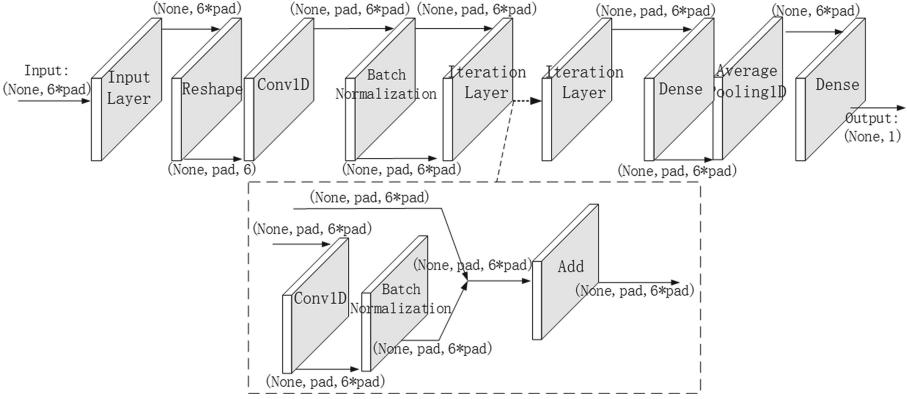 (None, 6*pad)
(None, pad, 6*pad)
(None, pad, 6*pad)
(None, pad, 6*pad)
(None, 6*pad)
Input:
(None, 6*pad)
Input
Layer
Reshape
Conv1D
Batch
Normalization
Iteration
Layer
Iteration
Layer
Dense
Average
Pooling1D
Dense
Output:
(None, 1)
(None, pad, 6)
(None, pad, 6*pad)
(None, pad, 6*pad)
(None, pad, 6*pad)
(None, pad, 6*pad)
(None, pad, 6*pad)
Conv1D
Batch
Normalization
Add
(None, pad, 6*pad)
(None, pad, 6*pad)
(None, pad, 6*pad)